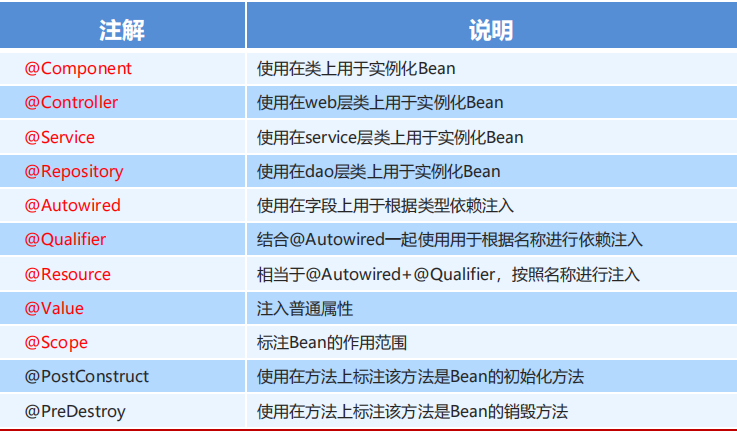 注解 说明
@Component 使用在类上用于实例化Bean
@Controller 使用在web层类上用于实例化Bean
@Service 使用在service层类上用于实例化Bean
@Repository 使用在dao层类上用于实例化Bean
@Autowired 使用在字段上用于根据类型依赖注入
@Qualifier 结合@Autowired一起使用用于根据名称进行依赖注入
@Resource 相当于@Autowired+@Qualifier，按照名称进行注入
@Value 注入普通属性
@Scope 标注Bean的作用范围
@PostConstruct 使用在方法上标注该方法是Bean的初始化方法
@PreDestroy 使用在方法上标注该方法是Bean的销毁方法